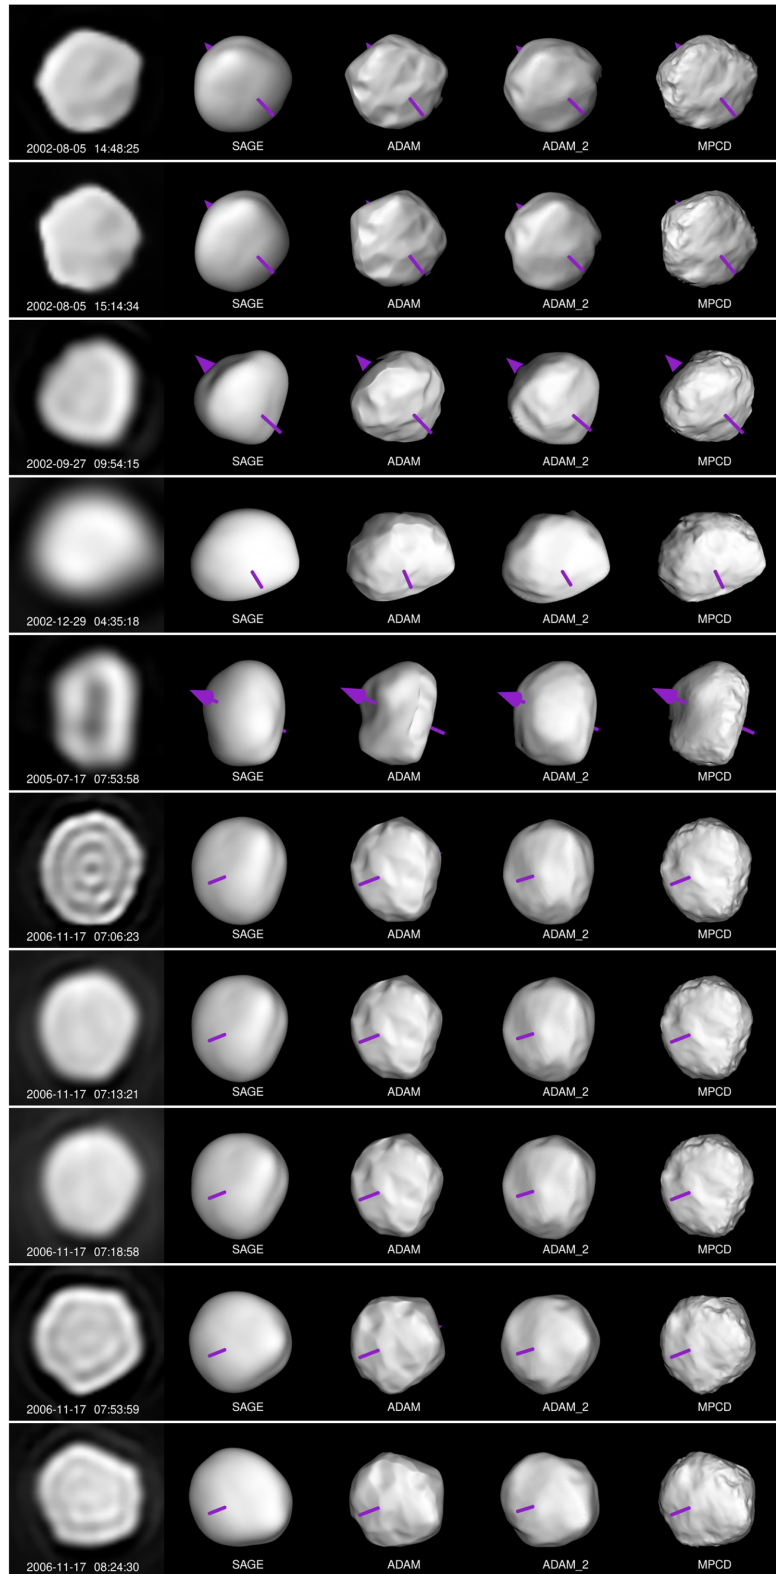 2002-08-05 14:48:25 SAGE ADAM ADAM_2 MPCD
2002-08-05 15:14:34 SAGE ADAM ADAM_2 MPCD
2002-09-27 09:54:15 SAGE ADAM ADAM_2 MPCD
2002-12-29 04:35:18 SAGE ADAM ADAM_2 MPCD
2005-07-17 07:53:58 SAGE ADAM ADAM_2 MPCD
2006-11-17 07:06:23 SAGE ADAM ADAM_2 MPCD
2006-11-17 07:13:21 SAGE ADAM ADAM_2 MPCD
2006-11-17 07:18:58 SAGE ADAM ADAM_2 MPCD
2006-11-17 07:53:59 SAGE ADAM ADAM_2 MPCD
2006-11-17 08:24:30 SAGE ADAM ADAM_2 MPCD